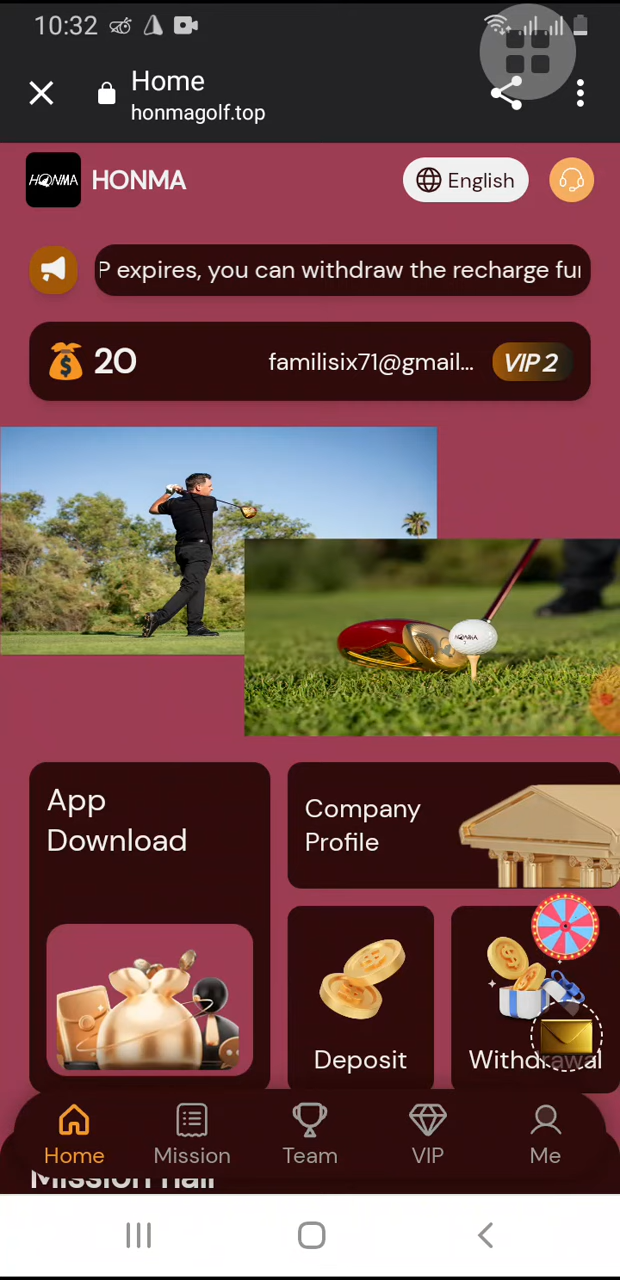 10:32
Home
honmagolf.top
HONMA
HONMA
English
P expires, you can withdraw the recharge fu
20
familisix71@gmail...
VIP 2
HONMA
App
Download
Company
Profile
Deposit
Withdrawal
Home
Mission
Team
VIP
Me
Mission hall